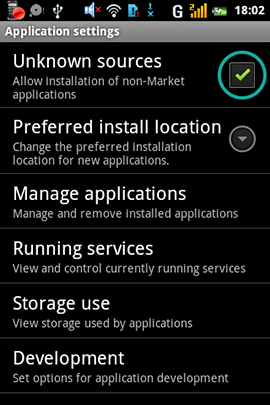 G 18:02
Application settings
Unknown sources
Allow installation of non-Market
applications
Preferred install location
Change the preferred installation
location for new applications.
Manage applications
Manage and remove installed applications
Running services
View and control currently running services
Storage use
View storage used by applications
Development
Set options for application development